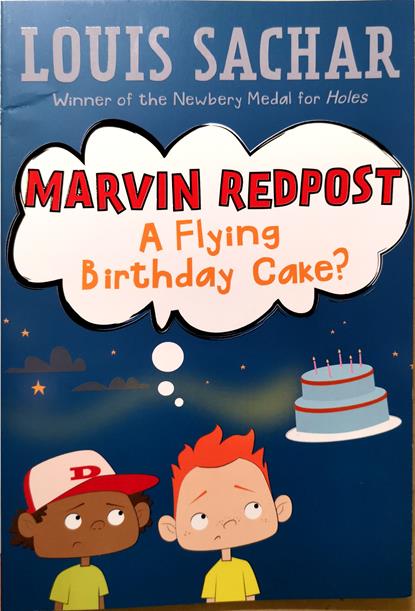 LOUIS SACHAR
Winner of the Newbery Medal for Holes
MARVIN REDPOST
A Flying
Birthday Cake?
D